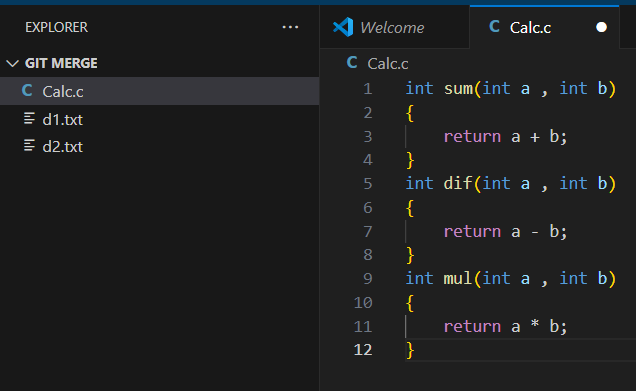 EXPLORER ...
GIT MERGE
C Calc.c
d1.txt
d2.txt
Welcome
C Calc.c
C Calc.c
1 int sum(int a , int b)
2 {
3 return a + b;
4 }
5 int dif(int a , int b)
6 {
7 return a - b;
8 }
9 int mul(int a , int b)
10 {
11 return a * b;
12 }